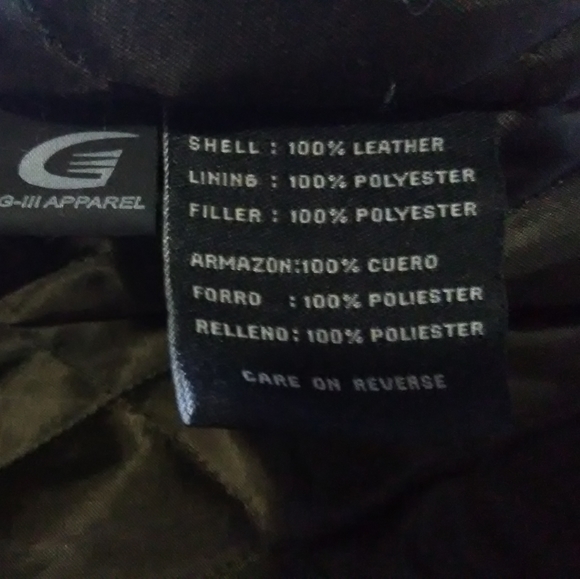 G-III APPAREL
SHELL : 100% LEATHER
LINING : 100% POLYESTER
FILLER : 100% POLYESTER
ARMAZON:100% CUERO
FORRO : 100% POLIESTER
RELLENO: 100% POLIESTER
CARE ON REVERSE